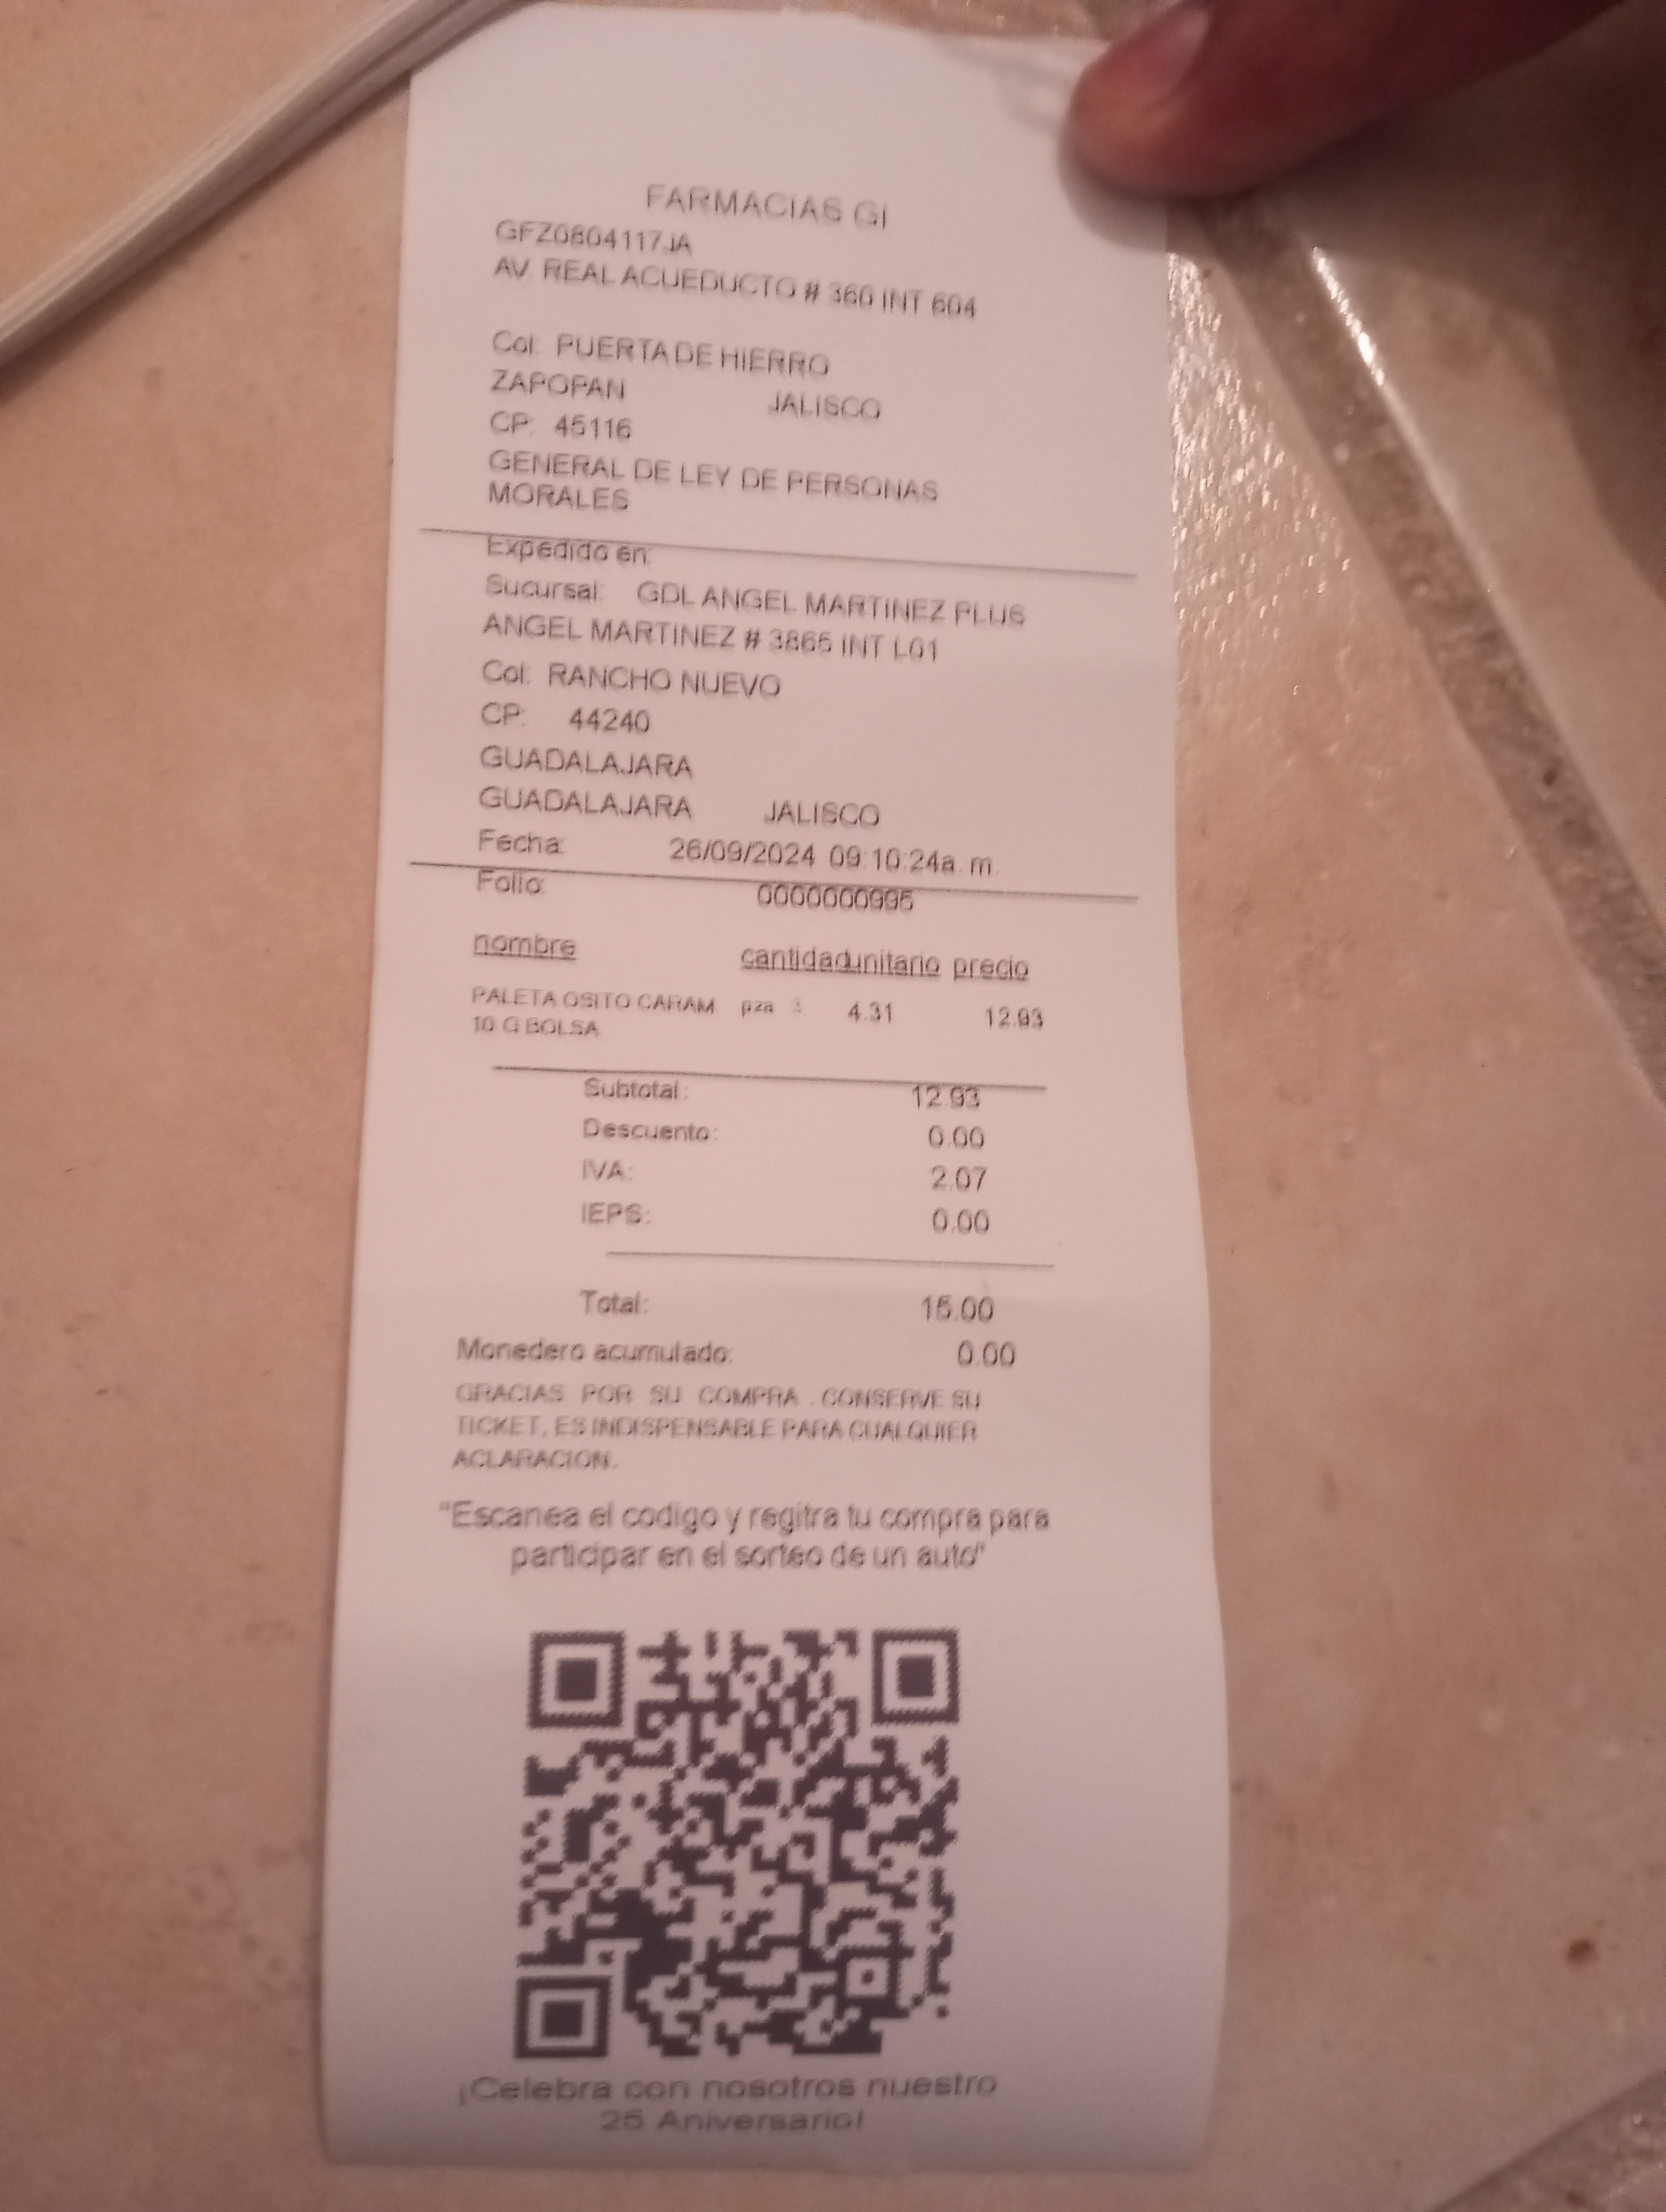 FARMACIAS GI
GFZ0804117JA
AV. REAL ACUEDUCTO # 360 INT 604
Col: PUERTA DE HIERRO
ZAPOPAN JALISCO
CP: 45116
GENERAL DE LEY DE PERSONAS
MORALES
Expedido en:
Sucursal: GDL ANGEL MARTINEZ PLUS
ANGEL MARTINEZ # 3865 INT L01
Col: RANCHO NUEVO
CP: 44240
GUADALAJARA
GUADALAJARA JALISCO
Fecha: 26/09/2024 09:10:24a. m.
Folio: 0000000995
nombre cantidad unitario precio
PALETA OSITO CARAM pza 3 4.31 12.93
10 G BOLSA
Subtotal: 12.93
Descuento: 0.00
IVA: 2.07
IEPS: 0.00
Total: 15.00
Monedero acumulado: 0.00
GRACIAS POR SU COMPRA . CONSERVE SU
TICKET, ES INDISPENSABLE PARA CUALQUIER
ACLARACION.
"Escanea el codigo y regitra tu compra para
participar en el sorteo de un auto"
¡Celebra con nosotros nuestro
25 Aniversario!